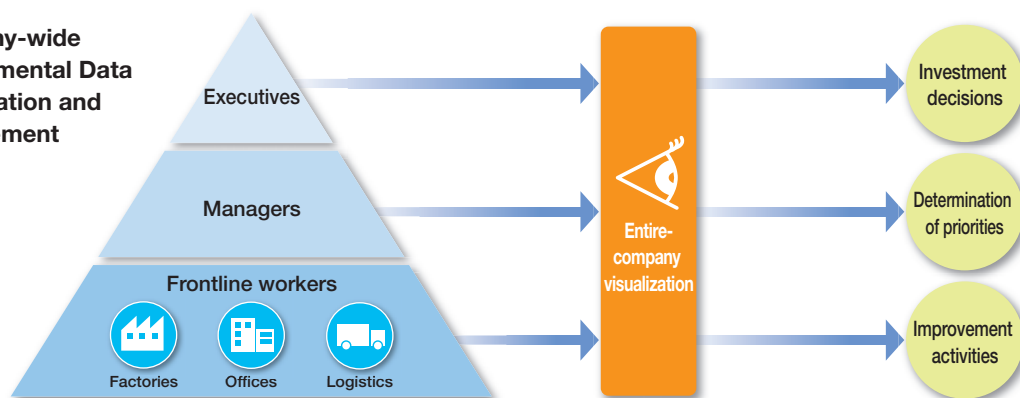 ny-wide
mental Data
ation and
ement
Executives
Managers
Frontline workers
Factories
Offices
Logistics
Entire-
company
visualization
Investment
decisions
Determination
of priorities
Improvement
activities